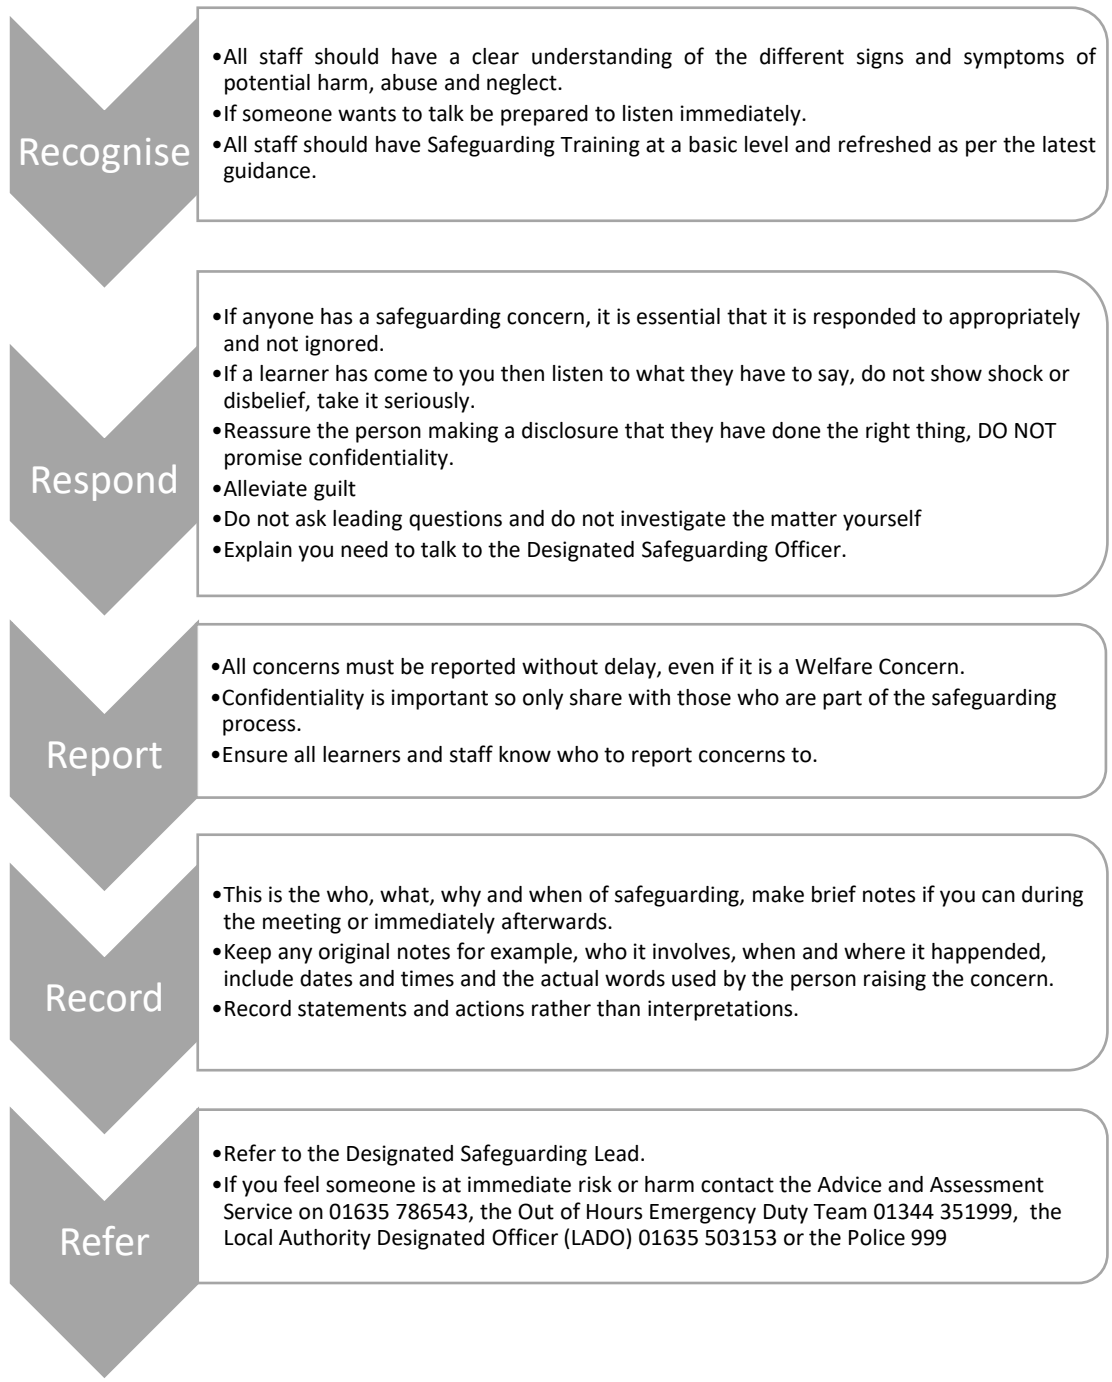 Recognise
•All staff should have a clear understanding of the different signs and symptoms of
potential harm, abuse and neglect.
•If someone wants to talk be prepared to listen immediately.
•All staff should have Safeguarding Training at a basic level and refreshed as per the latest
guidance.
Respond
•If anyone has a safeguarding concern, it is essential that it is responded to appropriately
and not ignored.
•If a learner has come to you then listen to what they have to say, do not show shock or
disbelief, take it seriously.
•Reassure the person making a disclosure that they have done the right thing, DO NOT
promise confidentiality.
•Alleviate guilt
•Do not ask leading questions and do not investigate the matter yourself
•Explain you need to talk to the Designated Safeguarding Officer.
Report
•All concerns must be reported without delay, even if it is a Welfare Concern.
•Confidentiality is important so only share with those who are part of the safeguarding
process.
•Ensure all learners and staff know who to report concerns to.
Record
•This is the who, what, why and when of safeguarding, make brief notes if you can during
the meeting or immediately afterwards.
•Keep any original notes for example, who it involves, when and where it happended,
include dates and times and the actual words used by the person raising the concern.
•Record statements and actions rather than interpretations.
Refer
•Refer to the Designated Safeguarding Lead.
•If you feel someone is at immediate risk or harm contact the Advice and Assessment
Service on 01635 786543, the Out of Hours Emergency Duty Team 01344 351999, the
Local Authority Designated Officer (LADO) 01635 503153 or the Police 999